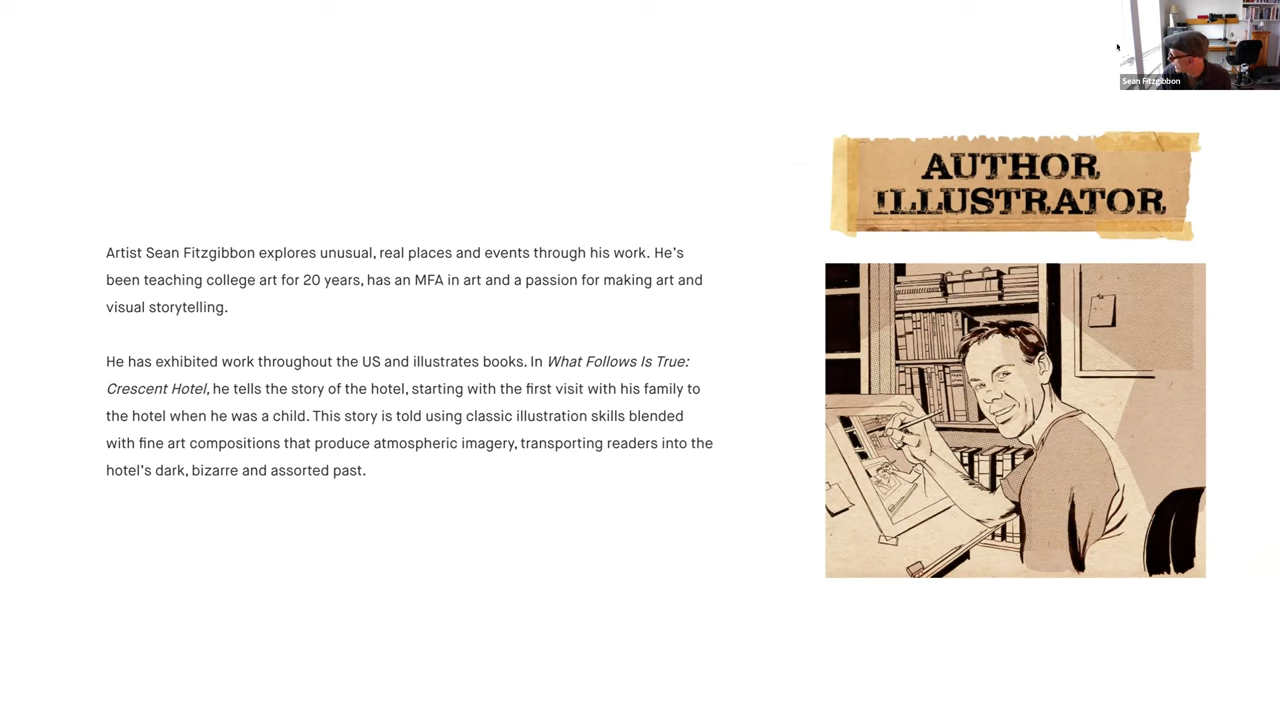 Sean Fitzgibbon
AUTHOR
ILLUSTRATOR
Artist Sean Fitzgibbon explores unusual, real places and events through his work. He’s
been teaching college art for 20 years, has an MFA in art and a passion for making art and
visual storytelling.
He has exhibited work throughout the US and illustrates books. In What Follows Is True:
Crescent Hotel, he tells the story of the hotel, starting with the first visit with his family to
the hotel when he was a child. This story is told using classic illustration skills blended
with fine art compositions that produce atmospheric imagery, transporting readers into the
hotel’s dark, bizarre and assorted past.